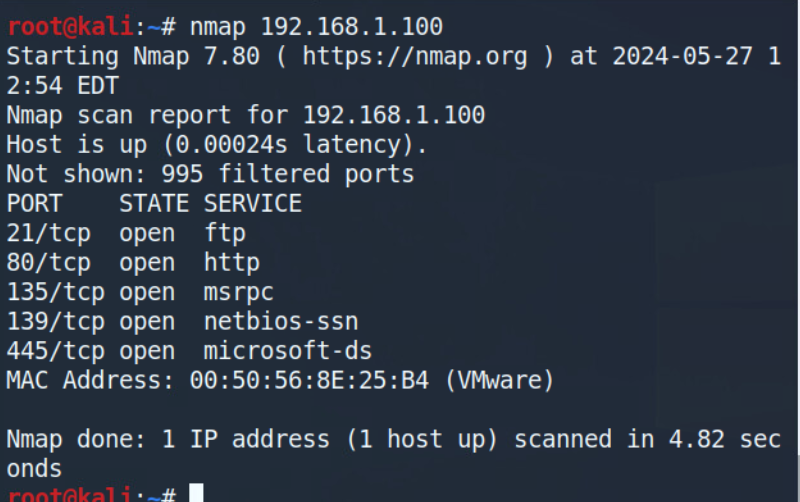 root@kali:~# nmap 192.168.1.100
Starting Nmap 7.80 ( https://nmap.org ) at 2024-05-27 1
2:54 EDT
Nmap scan report for 192.168.1.100
Host is up (0.00024s latency).
Not shown: 995 filtered ports
PORT    STATE SERVICE
21/tcp  open  ftp
80/tcp  open  http
135/tcp open  msrpc
139/tcp open  netbios-ssn
445/tcp open  microsoft-ds
MAC Address: 00:50:56:8E:25:B4 (VMware)

Nmap done: 1 IP address (1 host up) scanned in 4.82 sec
onds
root@kali:~#